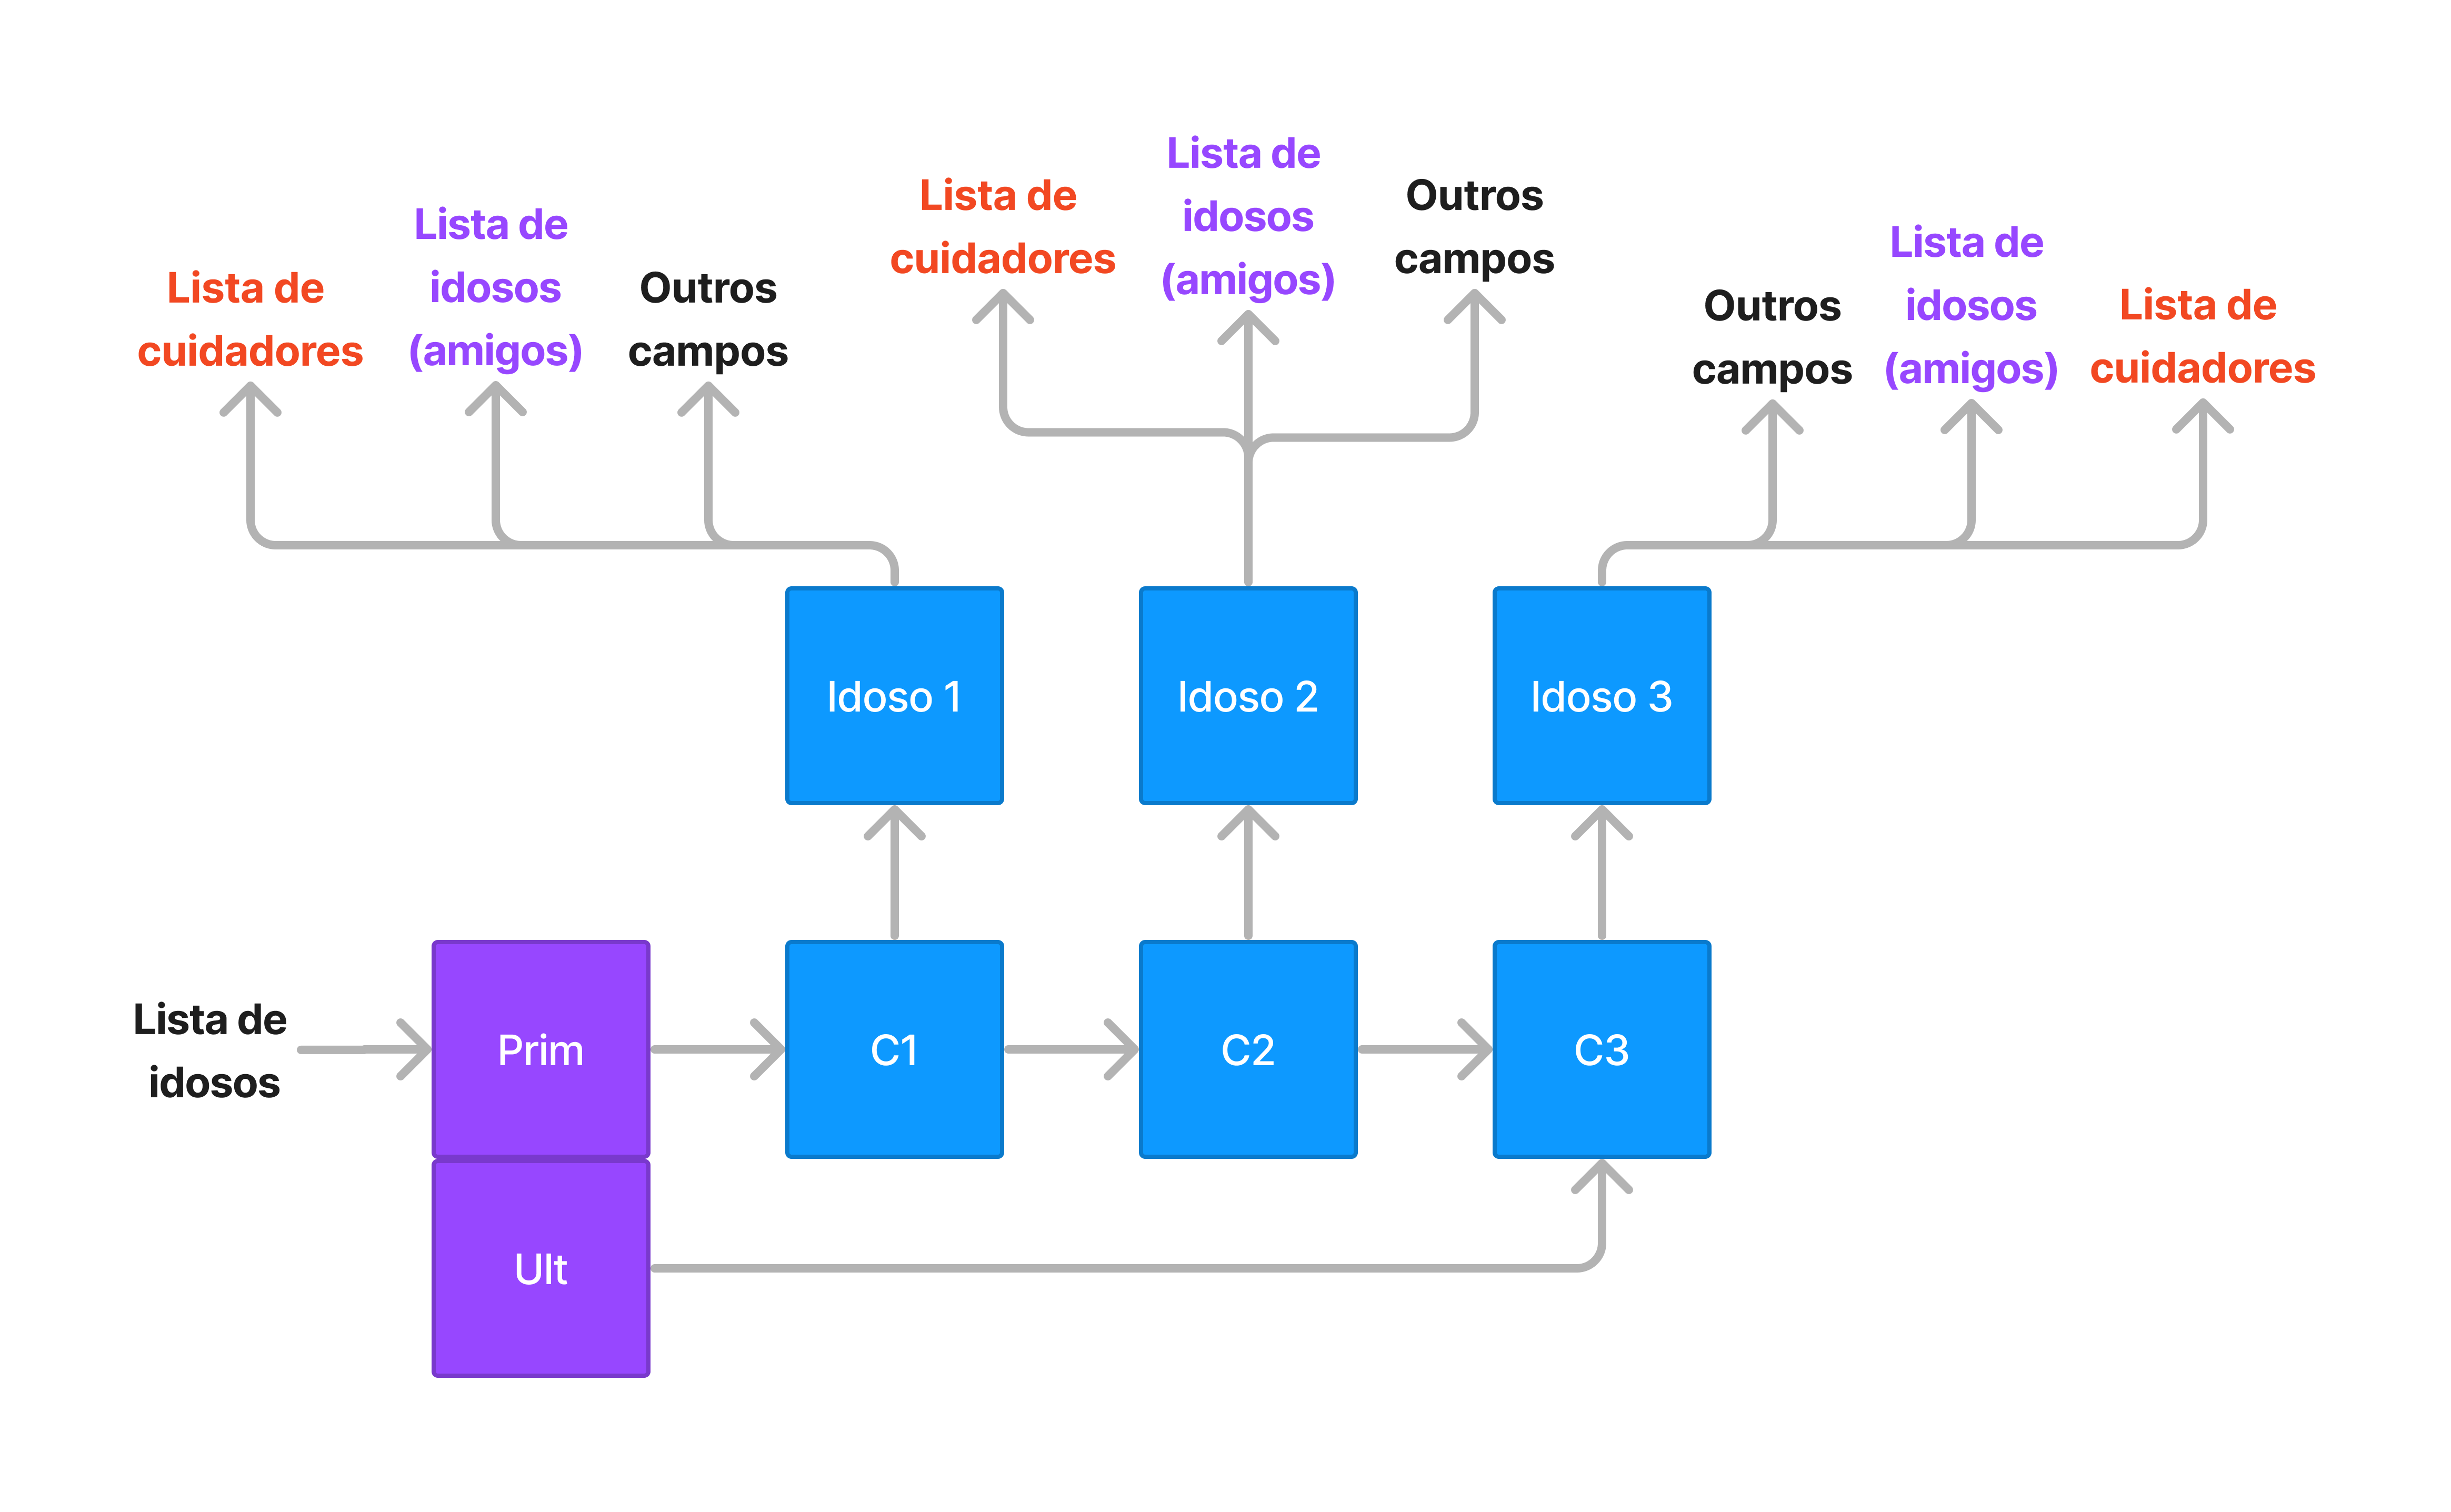 Lista de
cuidadores
Lista de
idosos
(amigos)
Outros
campos
Lista de
cuidadores
Lista de
idosos
(amigos)
Outros
campos
Outros
campos
Lista de
idosos
(amigos)
Lista de
cuidadores
Idoso 1
Idoso 2
Idoso 3
Lista de
idosos
Prim
C1
C2
C3
Ult